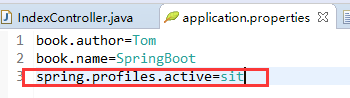 IndexController.java
application.properties
1 book.author=Tom
2 book.name=SpringBoot
3 spring.profiles.active=sit